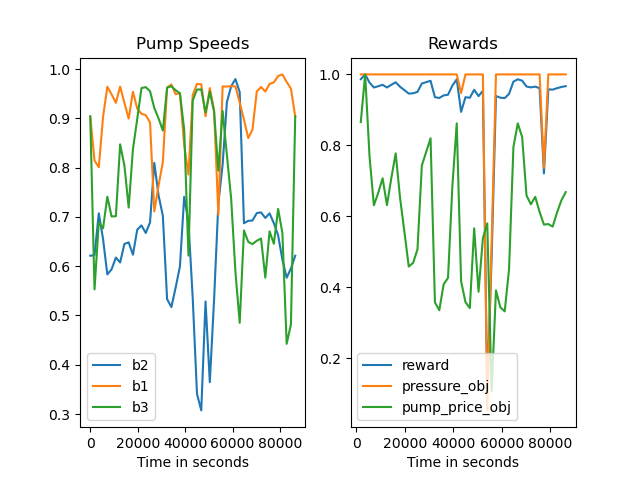 Pump Speeds
1.0
0.9
0.8
0.7
0.6
0.5
0.4
0.3
b2
b1
b3
0 20000 40000 60000 80000
Time in seconds
Rewards
1.0
0.8
0.6
0.4
0.2
reward
pressure_obj
pump_price_obj
0 20000 40000 60000 80000
Time in seconds